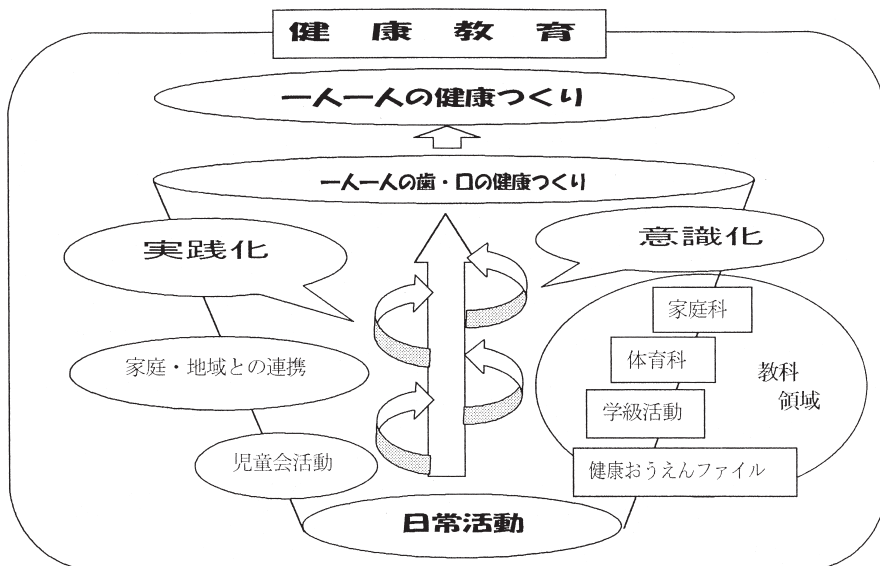 健康教育
一人一人の健康つくり
一人一人の歯・口の健康つくり
実践化
意識化
家庭科
家庭・地域との連携
体育科
教科
領域
学級活動
児童会活動
健康おうえんファイル
日常活動